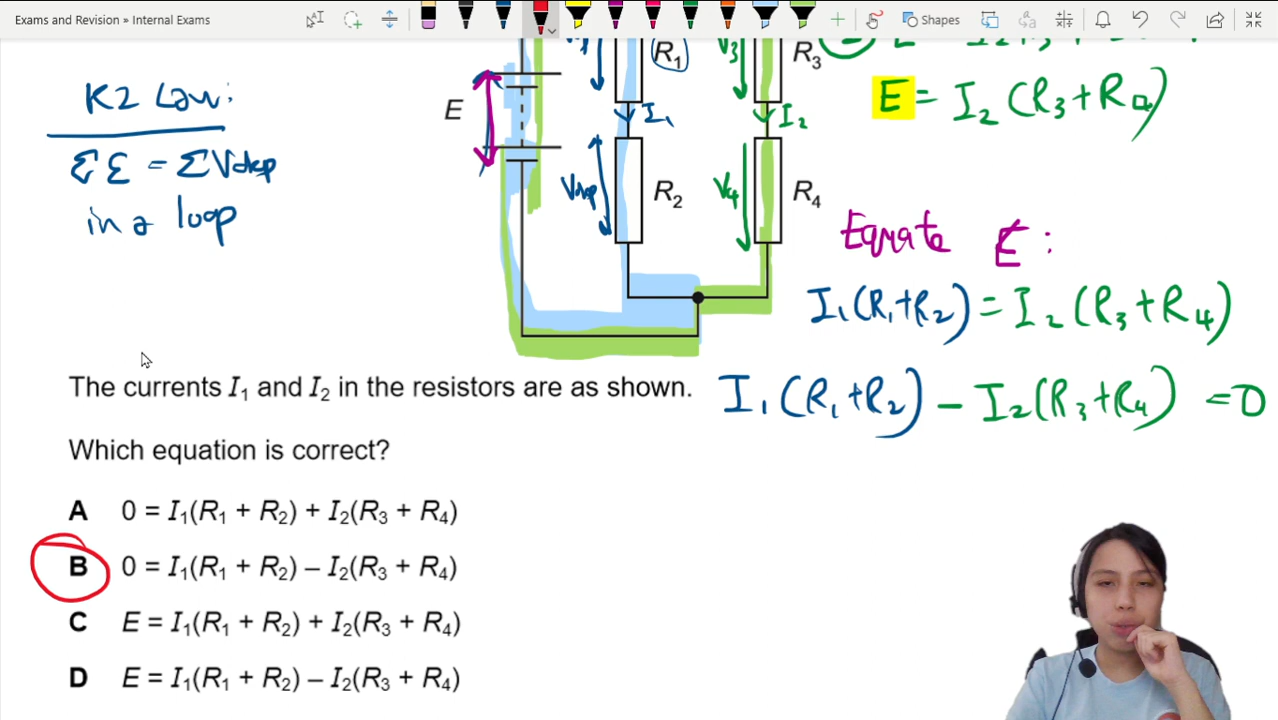 Exams and Revision » Internal Exams
Shapes
K2 Law:
ΣE = ΣVdrop
in a loop
E
R1
I1
Vdrop
R2
V3
R3
I2
V4
R4
E = I2 (R3+R4)
Equate E:
I1(R1+R2) = I2(R3+R4)
I1(R1+R2) – I2(R3+R4) = 0
The currents I1 and I2 in the resistors are as shown.
Which equation is correct?
A 0 = I1(R1 + R2) + I2(R3 + R4)
B 0 = I1(R1 + R2) – I2(R3 + R4)
C E = I1(R1 + R2) + I2(R3 + R4)
D E = I1(R1 + R2) – I2(R3 + R4)